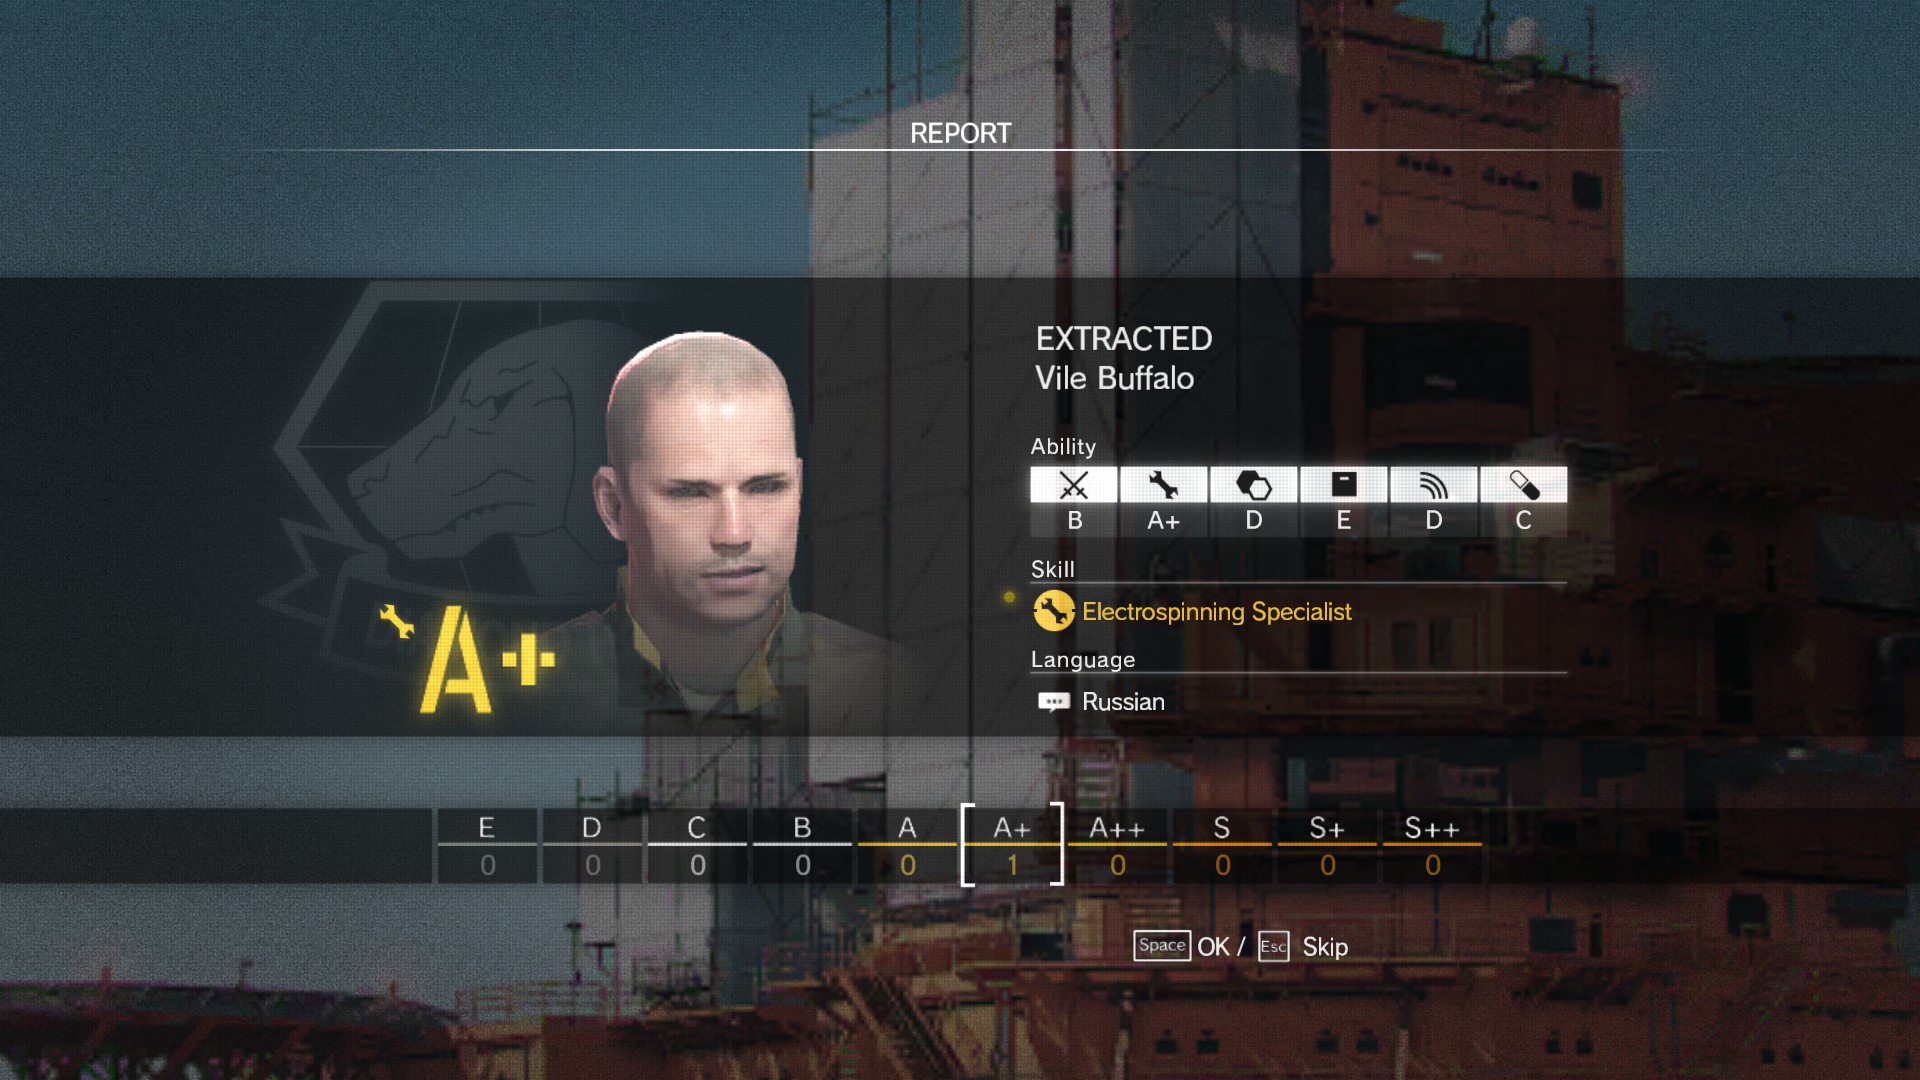 REPORT
EXTRACTED
Vile Buffalo
Ability
B A+ D E D C
Skill
Electrospinning Specialist
Language
Russian
A+
E D C B A A+ A++ S S+ S++
0 0 0 0 0 1 0 0 0 0
Space OK / Esc Skip